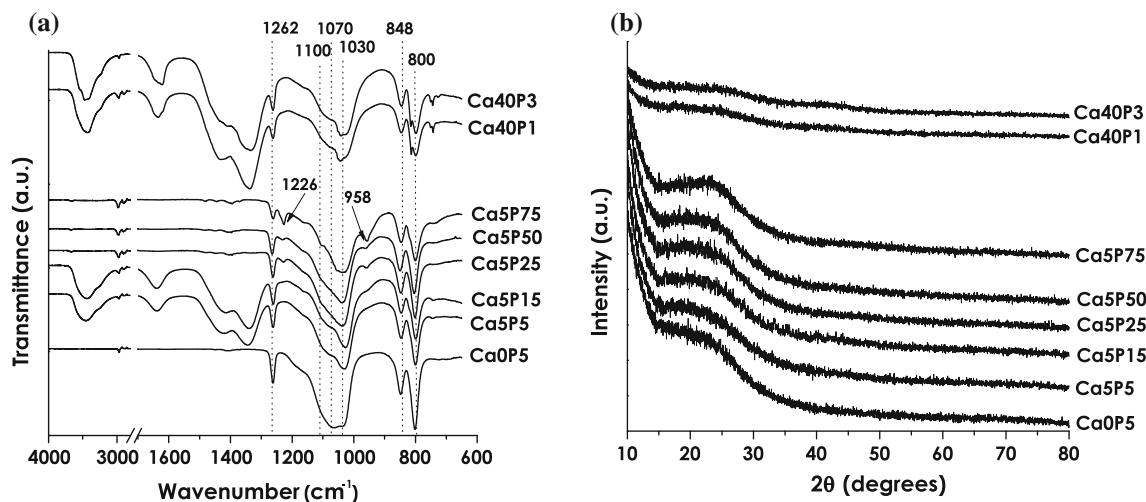 (a)
1262
1070
848
1100
1030
800
Ca40P3
Ca40P1
1226
958
Ca5P75
Ca5P50
Ca5P25
Ca5P15
Ca5P5
Ca0P5
Transmittance (a.u.)
4000 3000 1600 1400 1200 1000 800 600
Wavenumber (cm⁻¹)
(b)
Ca40P3
Ca40P1
Ca5P75
Ca5P50
Ca5P25
Ca5P15
Ca5P5
Ca0P5
Intensity (a.u.)
10 20 30 40 50 60 70 80
2θ (degrees)